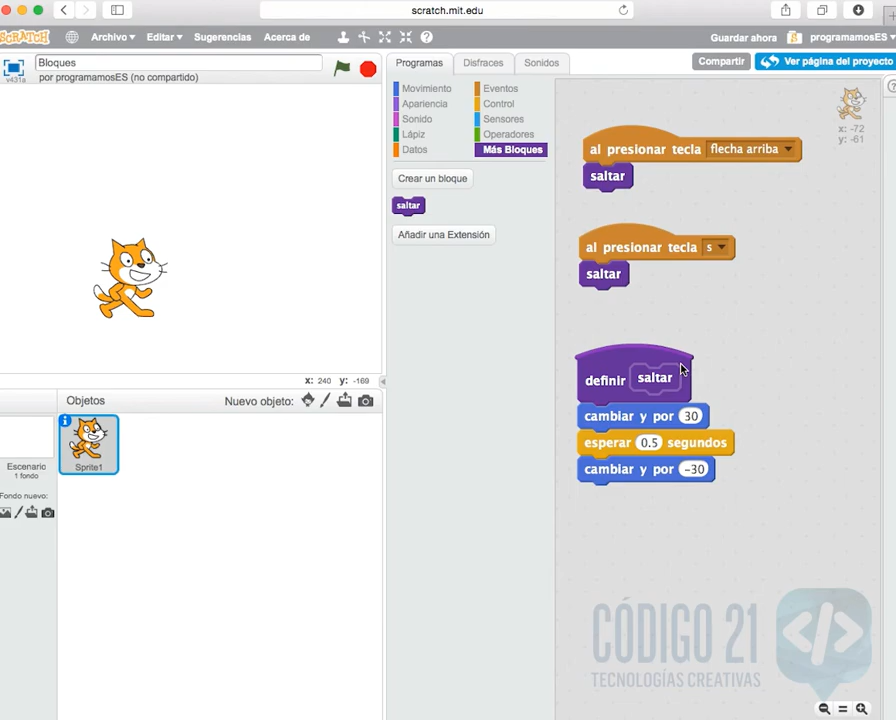 scratch.mit.edu
SCRATCH
Archivo Editar Sugerencias Acerca de
Guardar ahora programamosES
v431a
Bloques
por programamosES (no compartido)
Programas Disfraces Sonidos
Compartir Ver página del proyecto
Movimiento Eventos
Apariencia Control
Sonido Sensores
Lápiz Operadores
Datos Más Bloques
Crear un bloque
saltar
Añadir una Extensión
x: -72
y: -61
al presionar tecla flecha arriba
saltar
al presionar tecla s
saltar
definir saltar
cambiar y por 30
esperar 0.5 segundos
cambiar y por -30
x: 240 y: -169
Objetos Nuevo objeto:
Sprite1
Escenario
1 fondo
Fondo nuevo:
CÓDIGO 21
TECNOLOGÍAS CREATIVAS